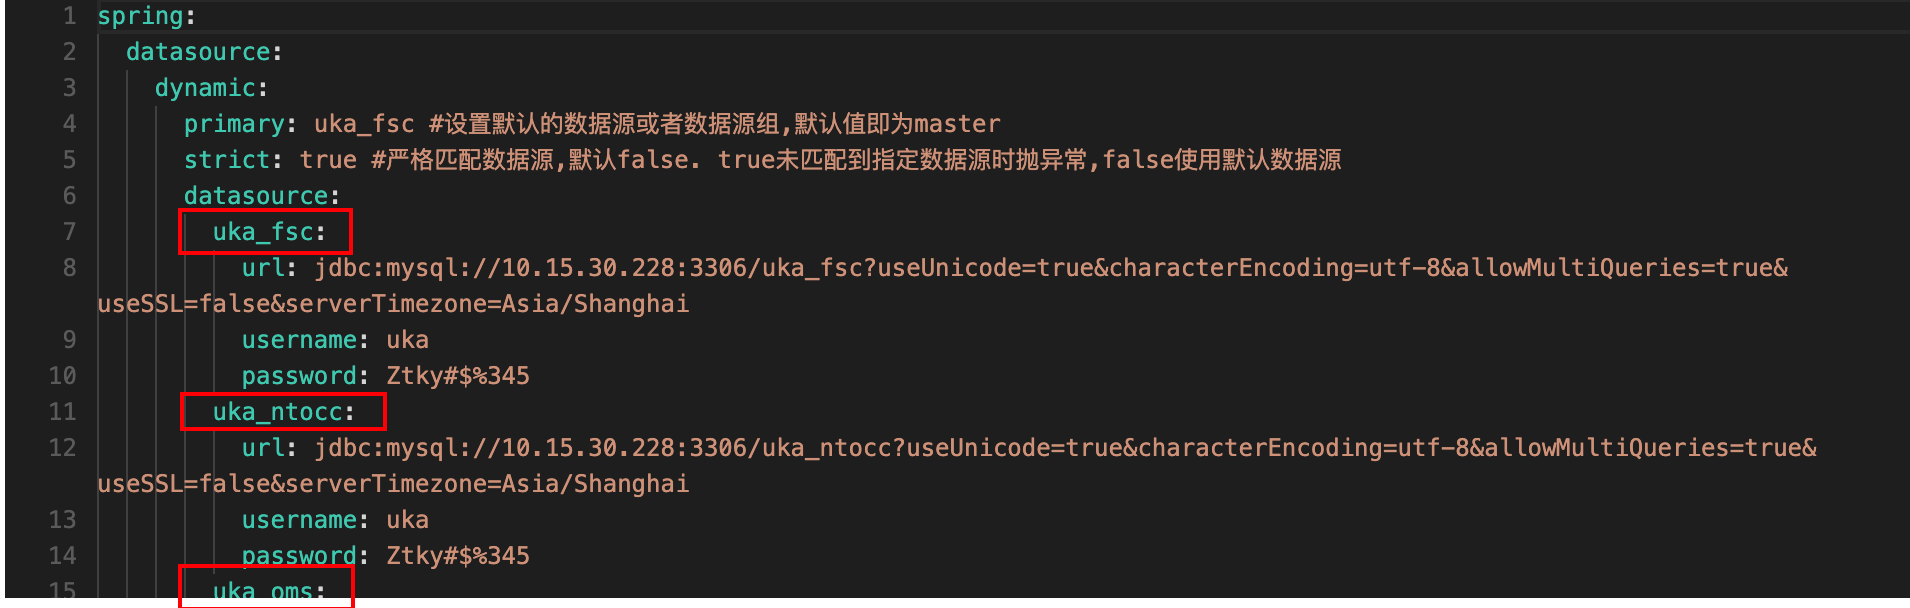 1 spring:
2 datasource:
3 dynamic:
4 primary: uka_fsc #设置默认的数据源或者数据源组,默认值即为master
5 strict: true #严格匹配数据源,默认false. true未匹配到指定数据源时抛异常,false使用默认数据源
6 datasource:
7 uka_fsc:
8 url: jdbc:mysql://10.15.30.228:3306/uka_fsc?useUnicode=true&characterEncoding=utf-8&allowMultiQueries=true&
useSSL=false&serverTimezone=Asia/Shanghai
9 username: uka
10 password: Ztky#$%345
11 uka_ntocc:
12 url: jdbc:mysql://10.15.30.228:3306/uka_ntocc?useUnicode=true&characterEncoding=utf-8&allowMultiQueries=true&
useSSL=false&serverTimezone=Asia/Shanghai
13 username: uka
14 password: Ztky#$%345
15 uka_oms: